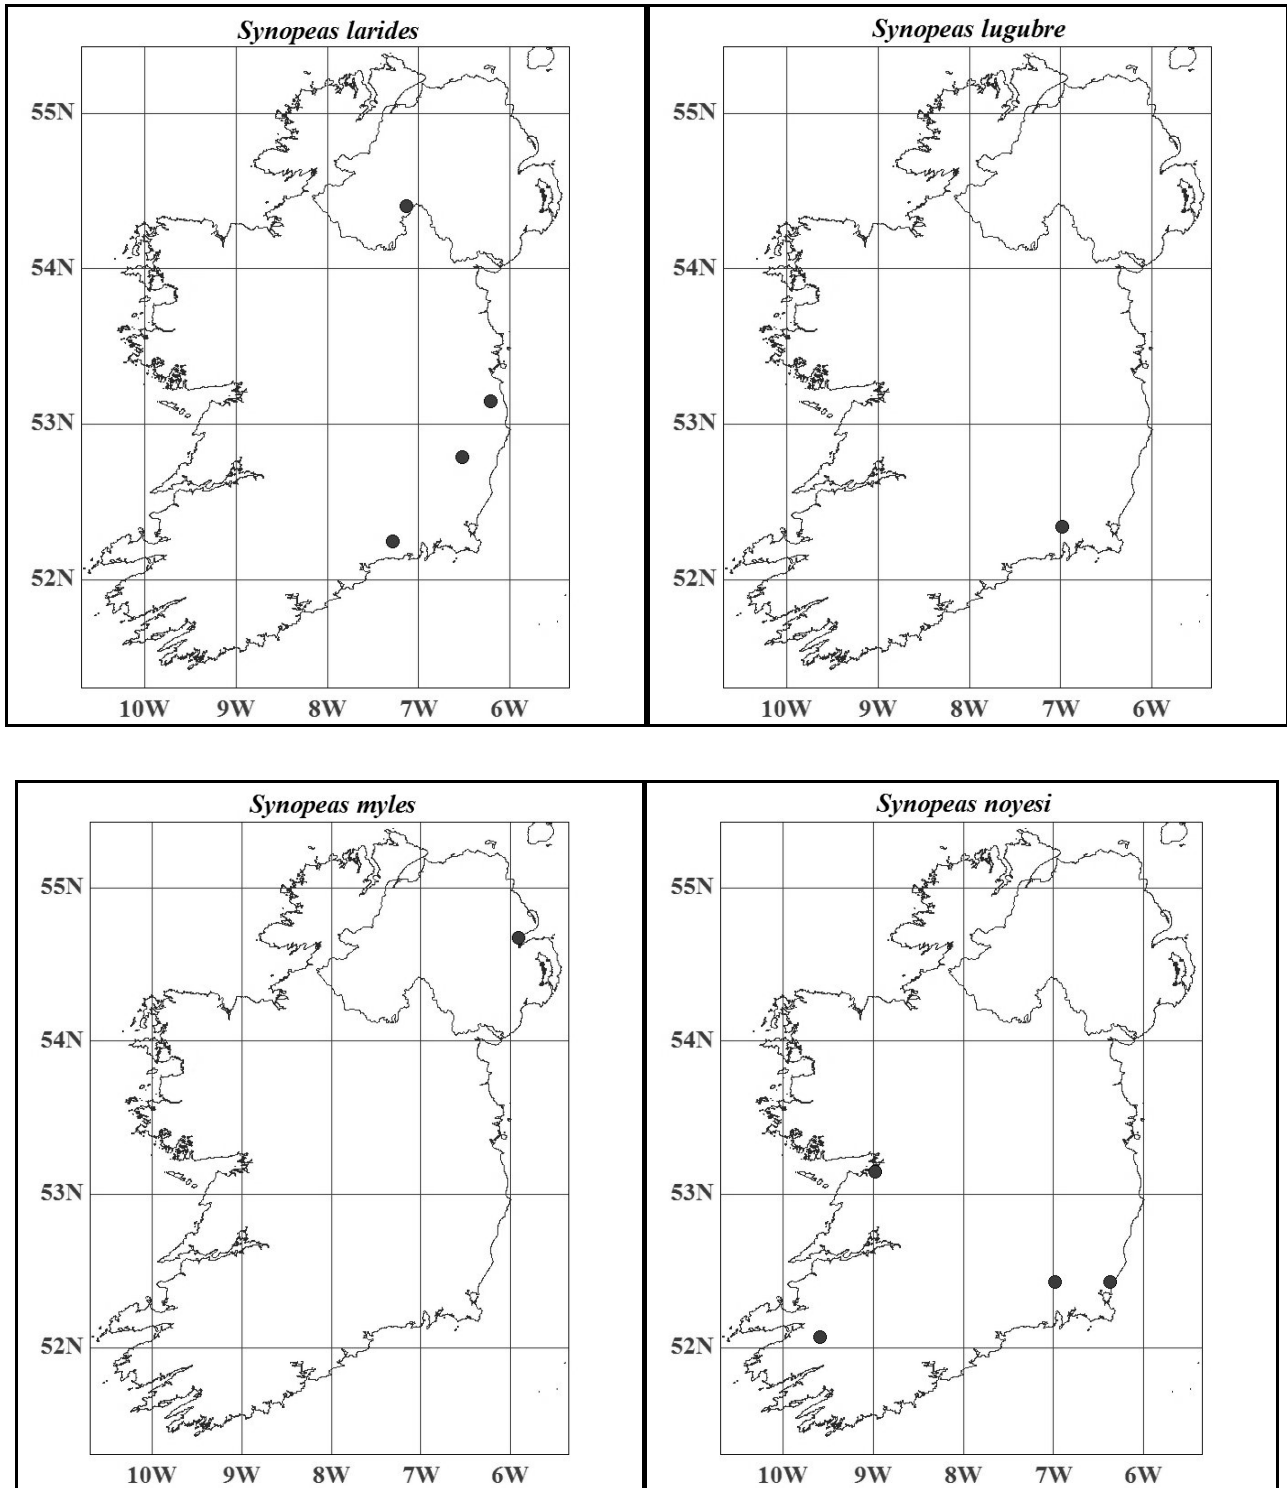 Synopeas larides
55N
54N
53N
52N
10W 9W 8W 7W 6W
Synopeas lugubre
55N
54N
53N
52N
10W 9W 8W 7W 6W
Synopeas myles
55N
54N
53N
52N
10W 9W 8W 7W 6W
Synopeas noyesi
55N
54N
53N
52N
10W 9W 8W 7W 6W